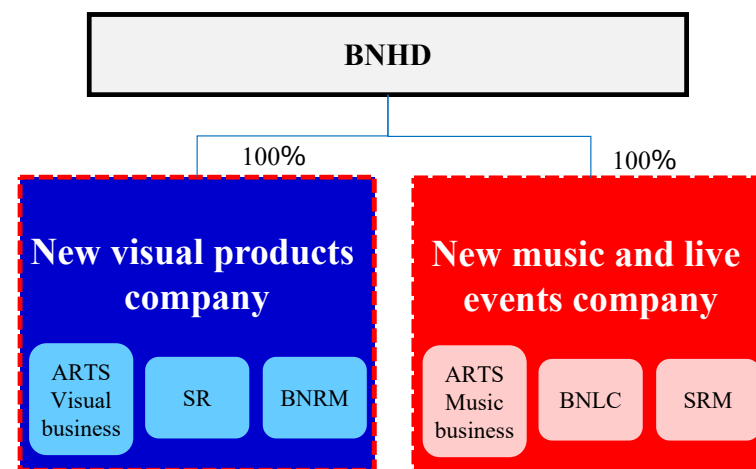 BNHD
100%
100%
New visual products
company
ARTS
Visual
business
SR
BNRM
New music and live
events company
ARTS
Music
business
BNLC
SRM